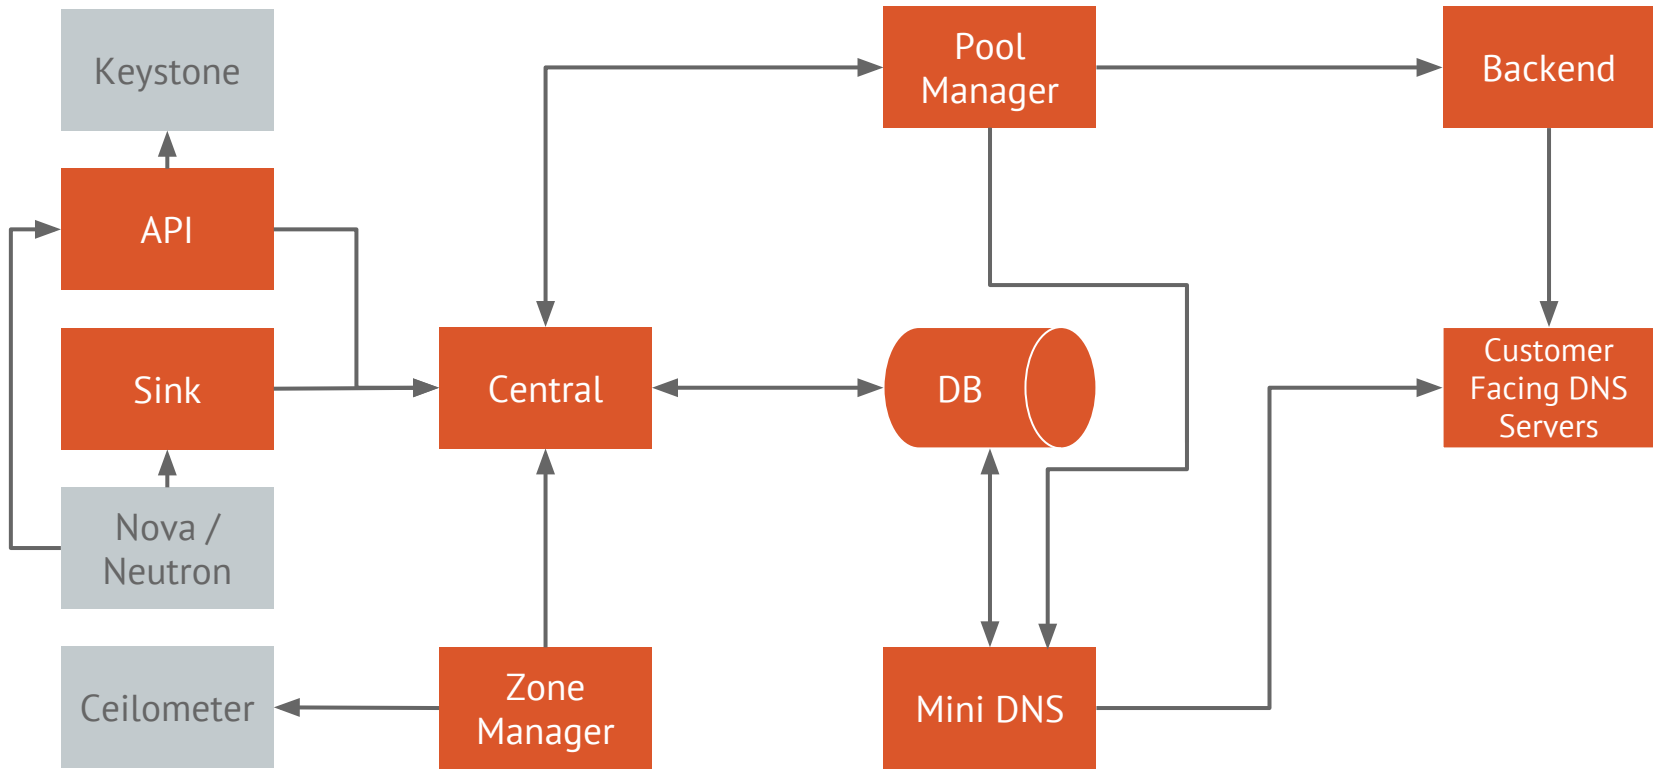 Keystone
API
Sink
Nova /
Neutron
Ceilometer
Central
Zone
Manager
Pool
Manager
DB
Mini DNS
Backend
Customer
Facing DNS
Servers